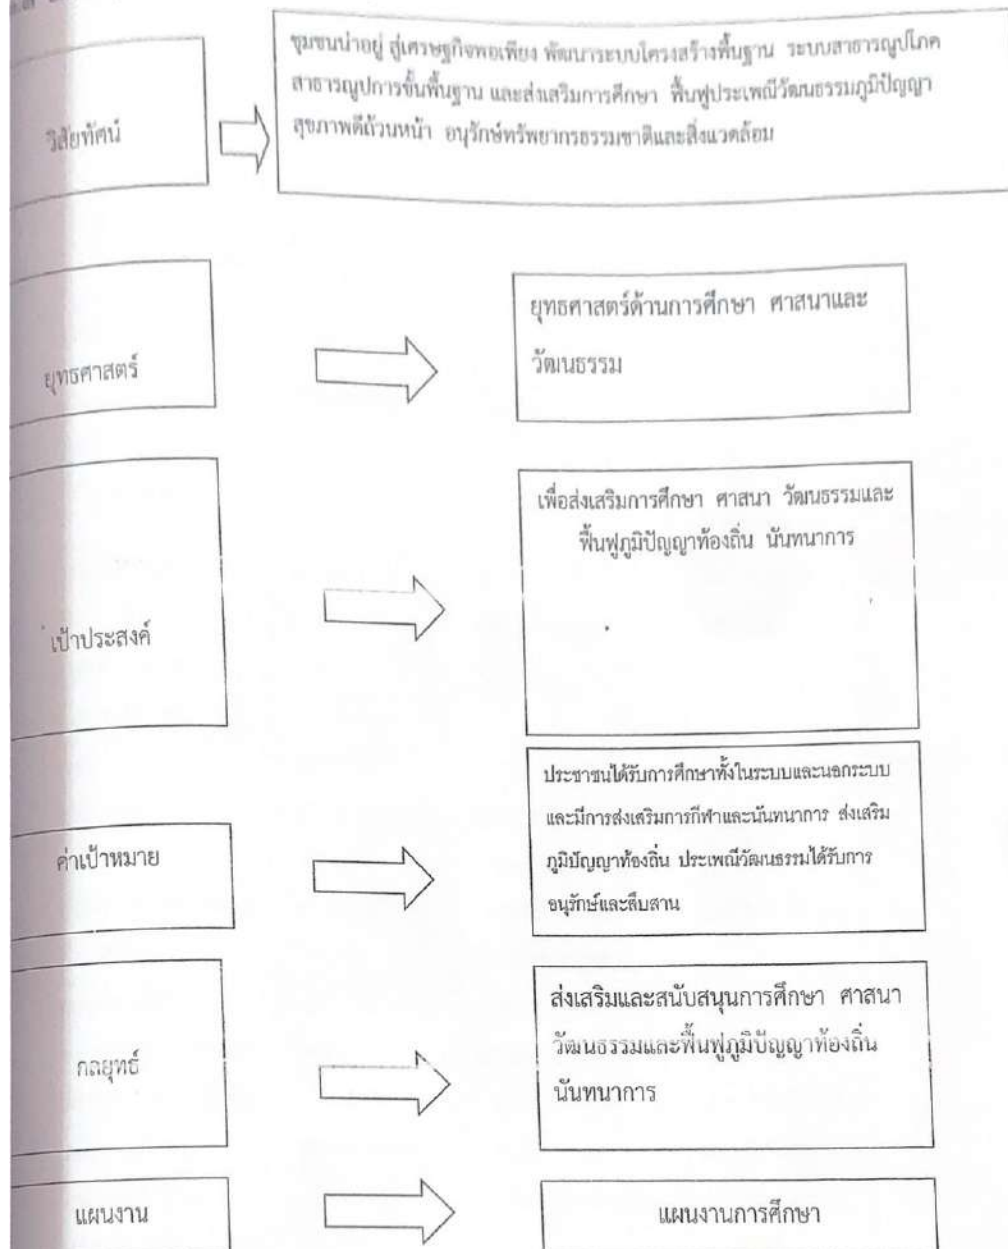 วิสัยทัศน์
ชุมชนน่าอยู่ สู่เศรษฐกิจพอเพียง พัฒนาระบบโครงสร้างพื้นฐาน ระบบสาธารณูปโภค
สาธารณูปการขั้นพื้นฐาน และส่งเสริมการศึกษา ฟื้นฟูประเพณีวัฒนธรรมภูมิปัญญา
สุขภาพดีถ้วนหน้า อนุรักษ์ทรัพยากรธรรมชาติและสิ่งแวดล้อม
ยุทธศาสตร์
ยุทธศาสตร์ด้านการศึกษา ศาสนาและ
วัฒนธรรม
เป้าประสงค์
เพื่อส่งเสริมการศึกษา ศาสนา วัฒนธรรมและ
ฟื้นฟูภูมิปัญญาท้องถิ่น นันทนาการ
ค่าเป้าหมาย
ประชาชนได้รับการศึกษาทั้งในระบบและนอกระบบ
และมีการส่งเสริมการกีฬาและนันทนาการ ส่งเสริม
ภูมิปัญญาท้องถิ่น ประเพณีวัฒนธรรมได้รับการ
อนุรักษ์และสืบสาน
กลยุทธ์
ส่งเสริมและสนับสนุนการศึกษา ศาสนา
วัฒนธรรมและฟื้นฟูภูมิปัญญาท้องถิ่น
นันทนาการ
แผนงาน
แผนงานการศึกษา